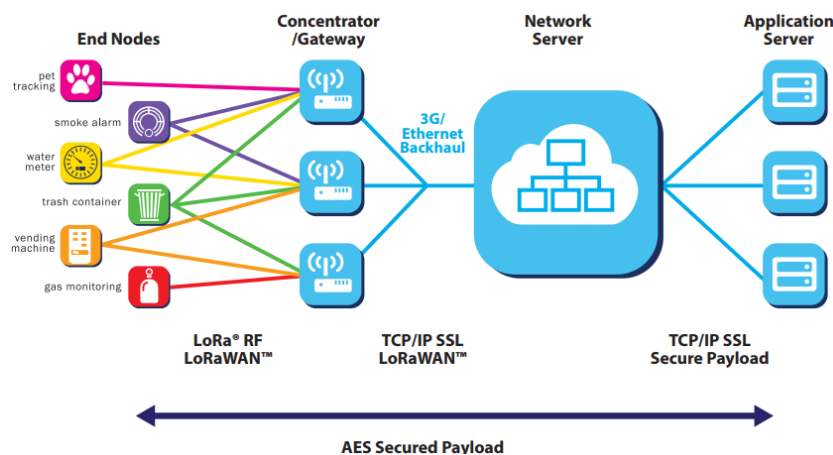 End Nodes
Concentrator
/Gateway
Network
Server
Application
Server
pet
tracking
smoke alarm
water
meter
trash container
vending
machine
gas monitoring
3G/
Ethernet
Backhaul
LoRa® RF
LoRaWAN™
TCP/IP SSL
LoRaWAN™
TCP/IP SSL
Secure Payload
AES Secured Payload